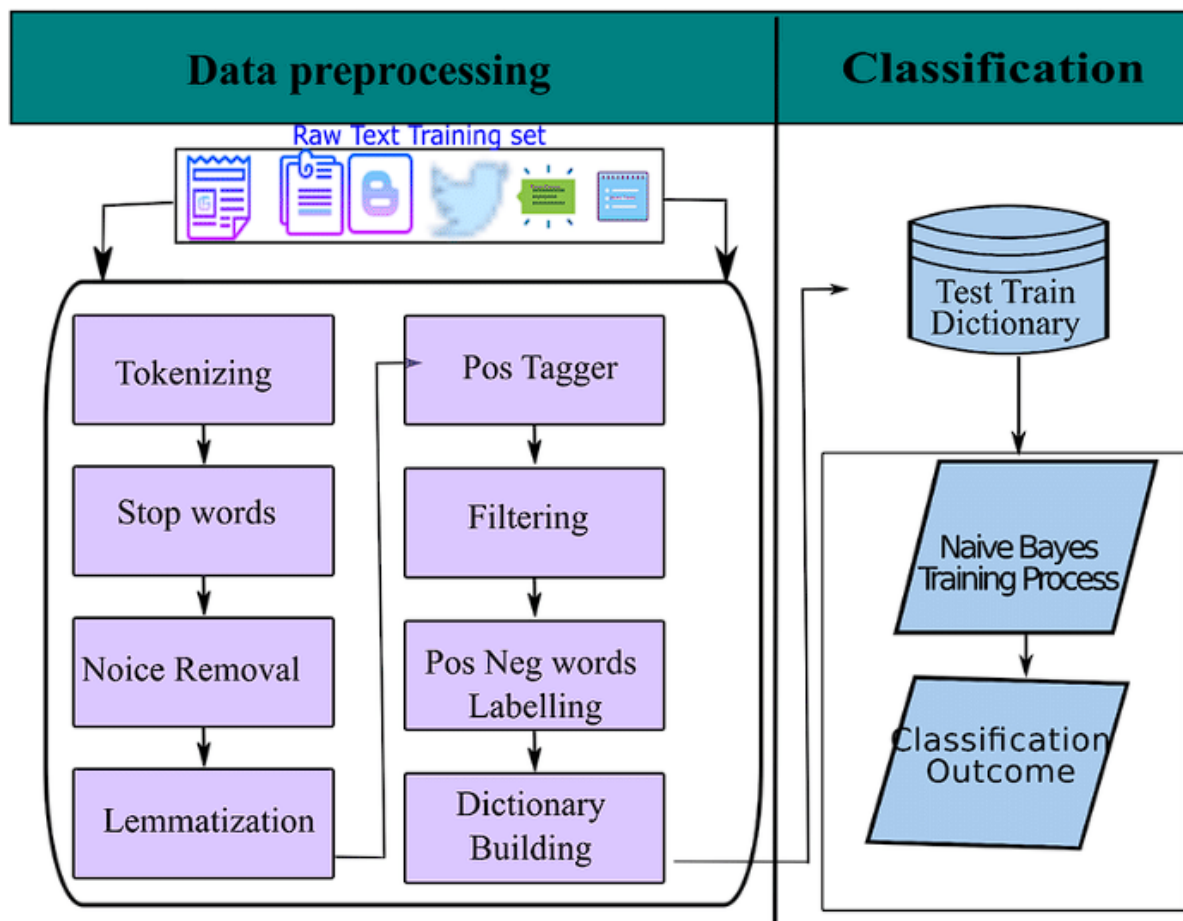 Data preprocessing
Classification
Raw Text Training set
Tokenizing
Stop words
Noice Removal
Lemmatization
Pos Tagger
Filtering
Pos Neg words
Labelling
Dictionary
Building
Test Train
Dictionary
Naive Bayes
Training Process
Classification
Outcome